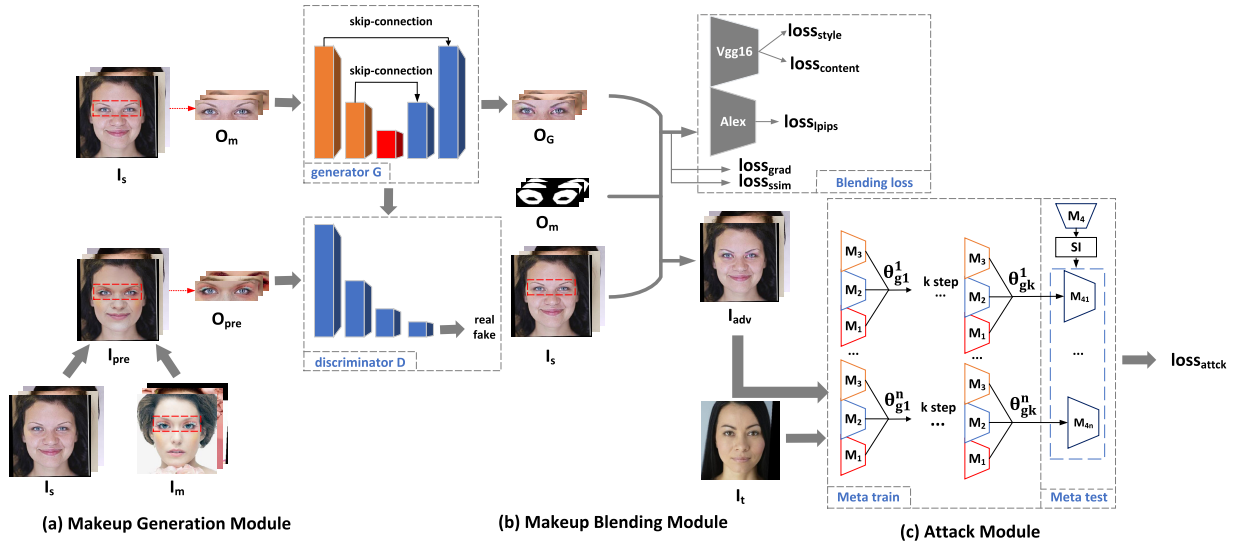 skip-connection
skip-connection
I_s
O_m
generator G
O_G
Vgg16
loss_style
loss_content
Alex
loss_lpips
loss_grad
loss_ssim
Blending loss
I_pre
O_pre
real
fake
discriminator D
I_s
I_m
O_m
I_s
I_adv
I_t
M_3
M_2
M_1
θ_g1^1
k step
...
M_3
M_2
M_1
θ_gk^1
M_4
SI
M_41
...
...
...
M_3
M_2
M_1
θ_g1^n
k step
...
M_3
M_2
M_1
θ_gk^n
M_4n
loss_attck
Meta train
Meta test
(a) Makeup Generation Module
(b) Makeup Blending Module
(c) Attack Module